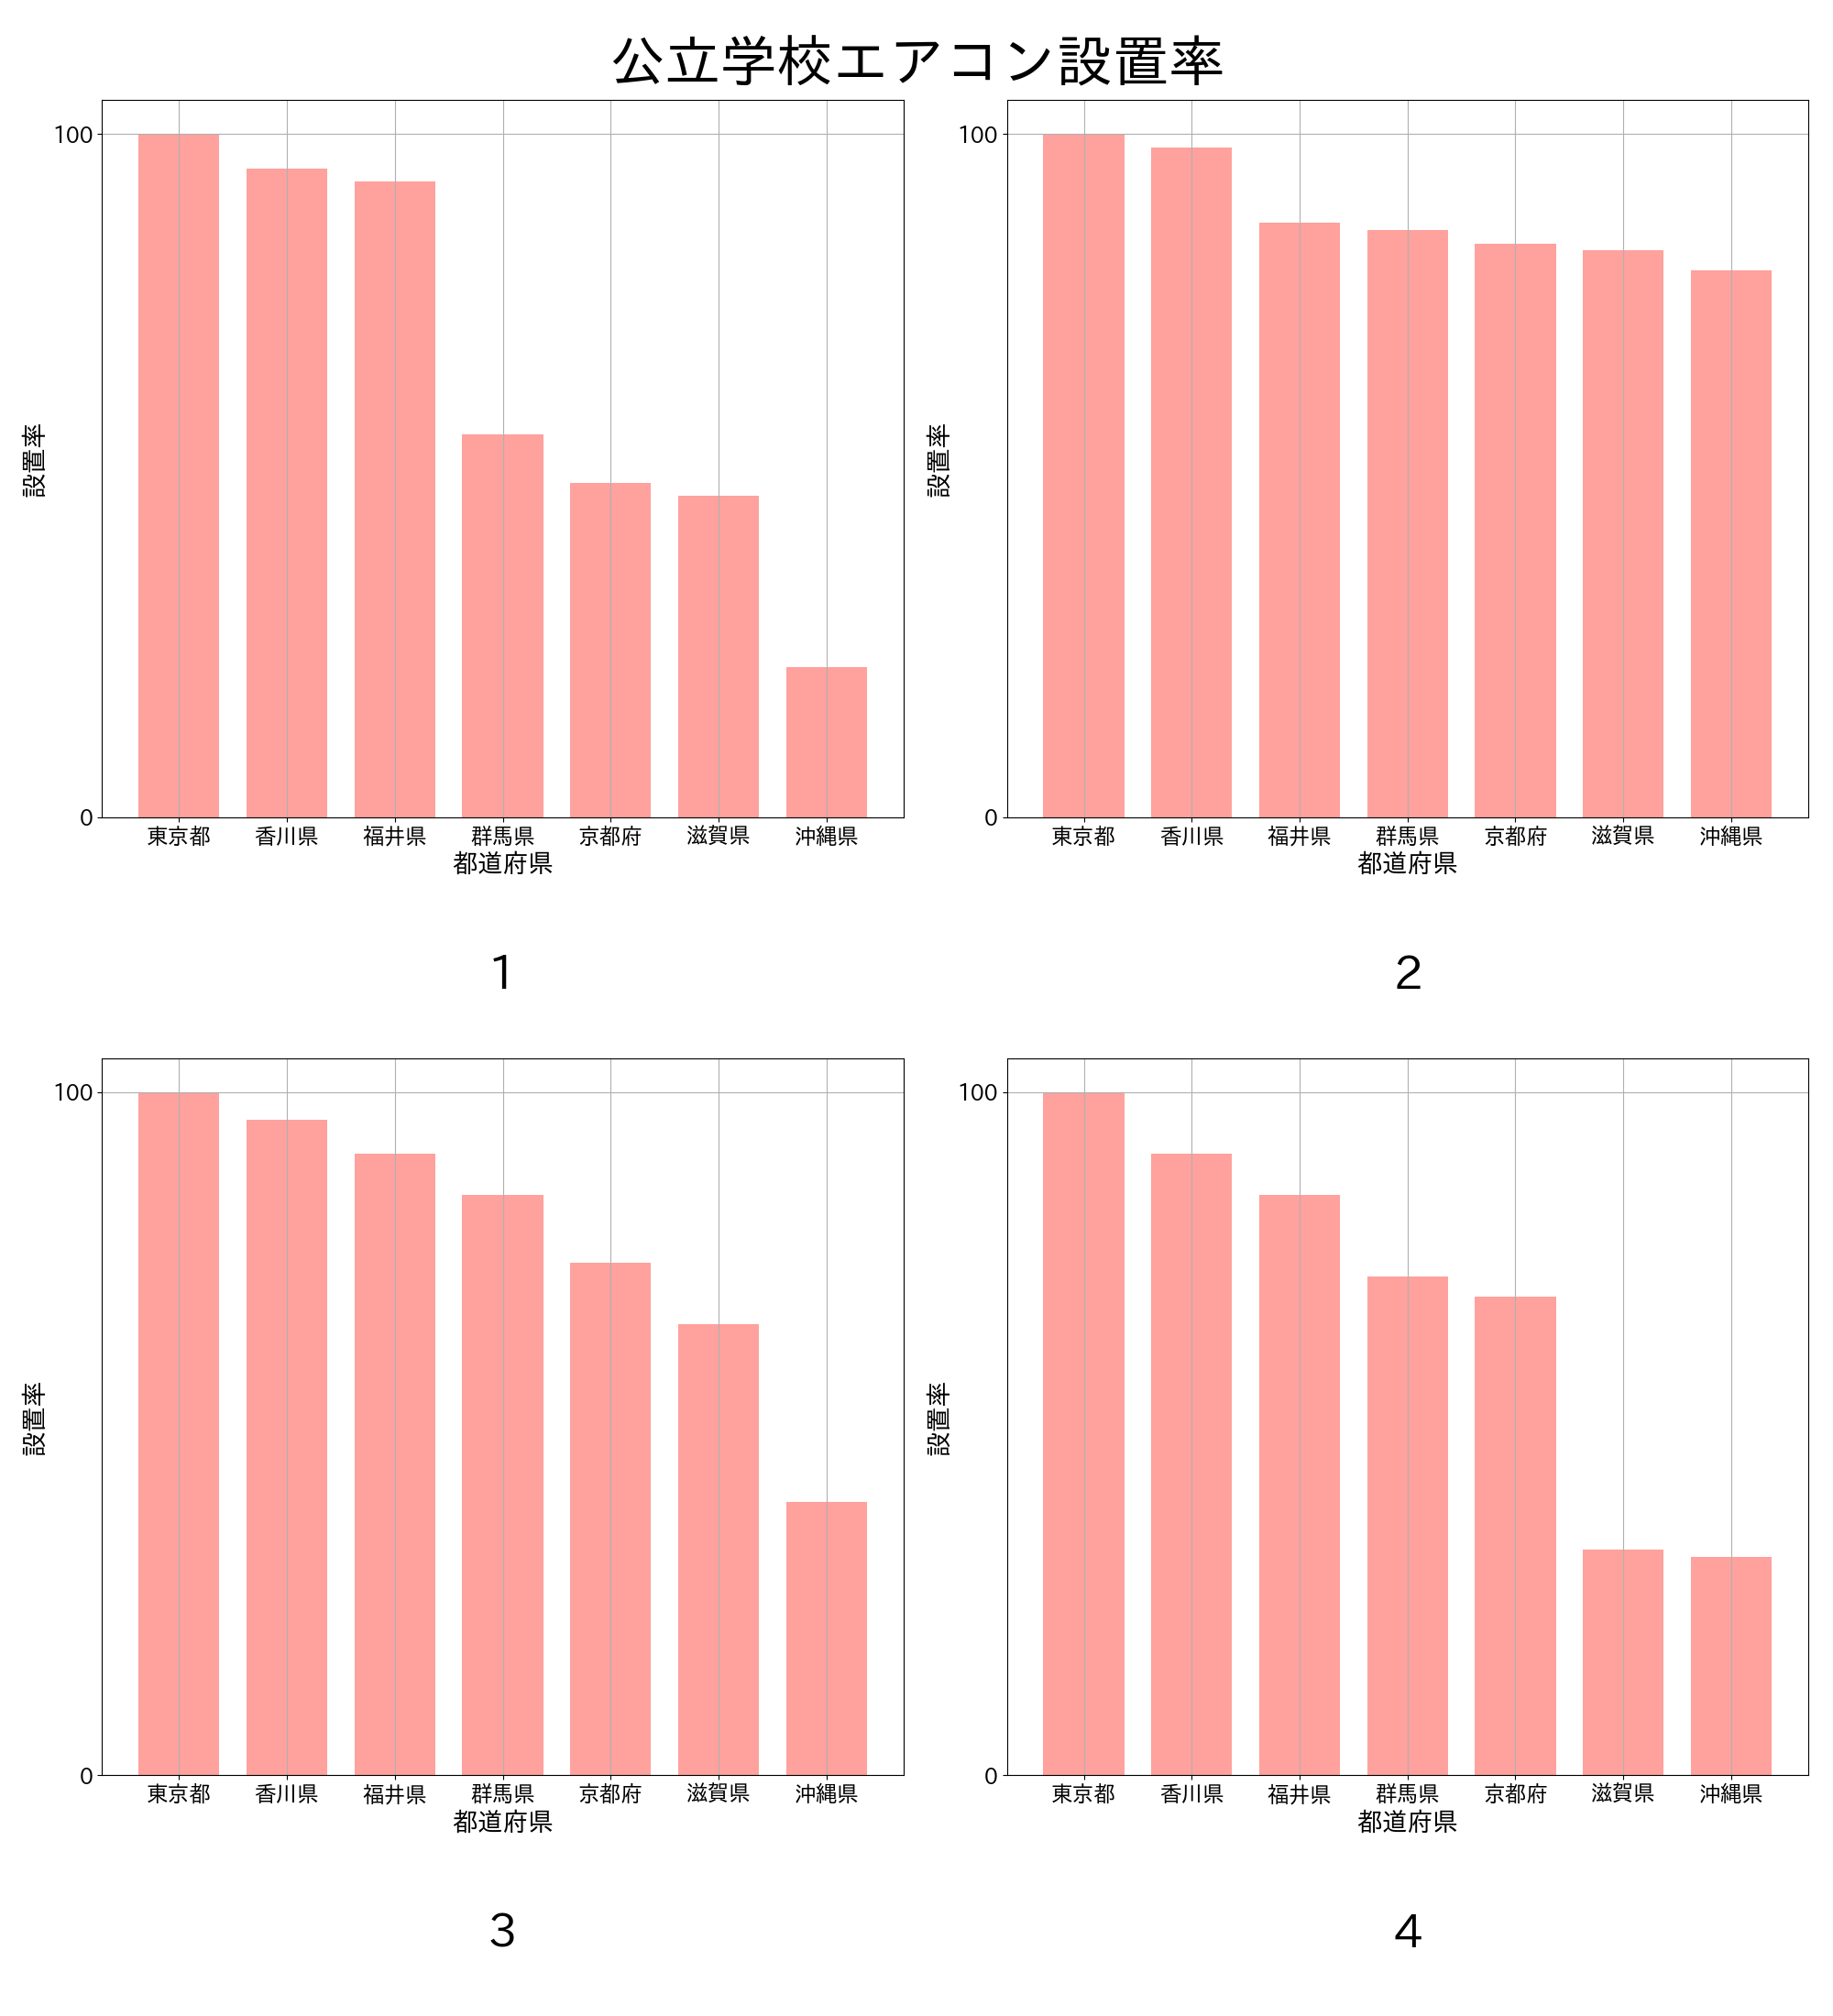 公立学校エアコン設置率
100
0
設置率
東京都 香川県 福井県 群馬県 京都府 滋賀県 沖縄県
都道府県
1
100
0
設置率
東京都 香川県 福井県 群馬県 京都府 滋賀県 沖縄県
都道府県
2
100
0
設置率
東京都 香川県 福井県 群馬県 京都府 滋賀県 沖縄県
都道府県
3
100
0
設置率
東京都 香川県 福井県 群馬県 京都府 滋賀県 沖縄県
都道府県
4